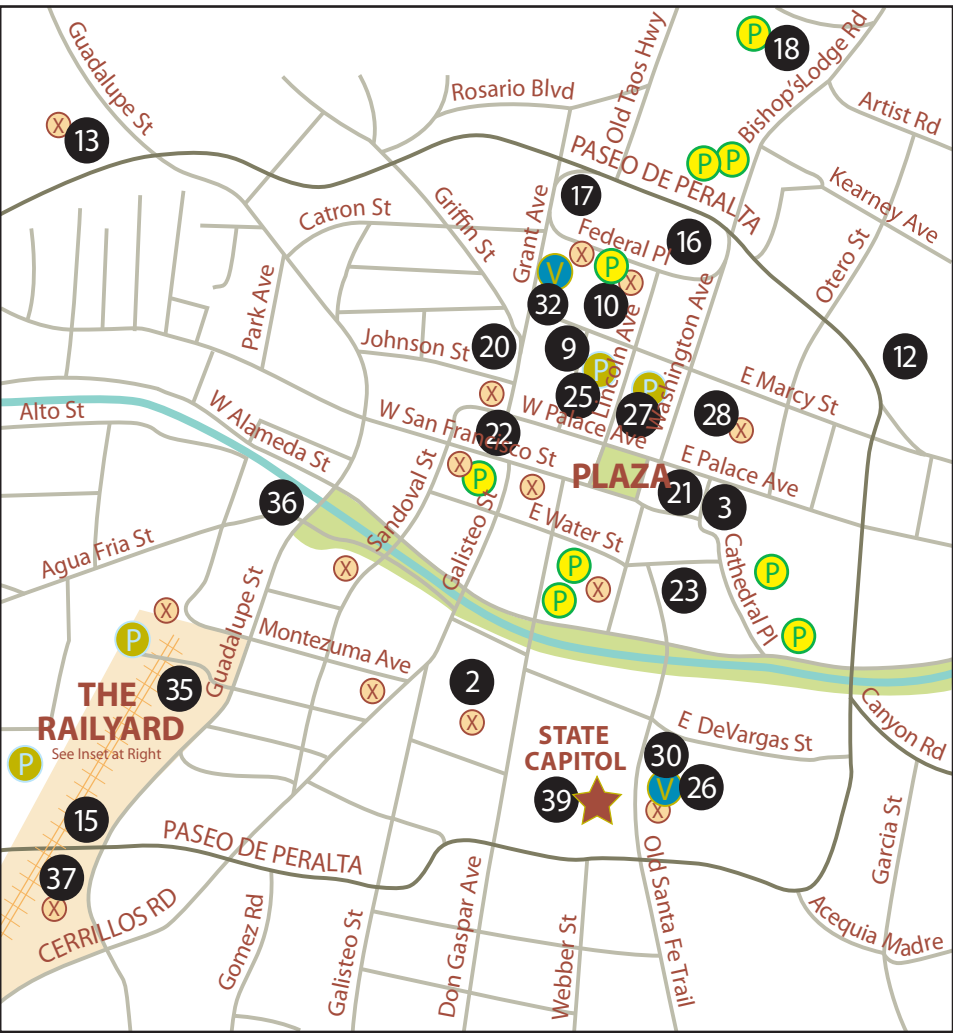 Guadalupe St
Rosario Blvd
Old Taos Hwy
P
18
Bishop'sLodge Rd
Artist Rd
X
13
PASEO DE PERALTA
P
P
Kearney Ave
17
Catron St
Griffin St
Grant Ave
Federal Pl
16
Otero St
X
V
P
X
32
10
Park Ave
Lincoln Ave
Washington Ave
Johnson St
20
9
12
P
P
E Marcy St
X
25
27
28
X
Alto St
W Alameda St
W San Francisco St
22
W Palace Ave
E Palace Ave
X
P
X
PLAZA
21
3
36
Sandoval St
Galisteo St
E Water St
Cathedral Pl
Agua Fria St
X
P
X
P
23
P
P
X
P
Guadalupe St
Montezuma Ave
THE
RAILYARD
See Inset at Right
35
X
2
X
P
STATE
CAPITOL
E DeVargas St
Canyon Rd
30
V
26
X
39
15
PASEO DE PERALTA
37
X
CERRILLOS RD
Gomez Rd
Galisteo St
Don Gaspar Ave
Webber St
Old Santa Fe Trail
Garcia St
Acequia Madre